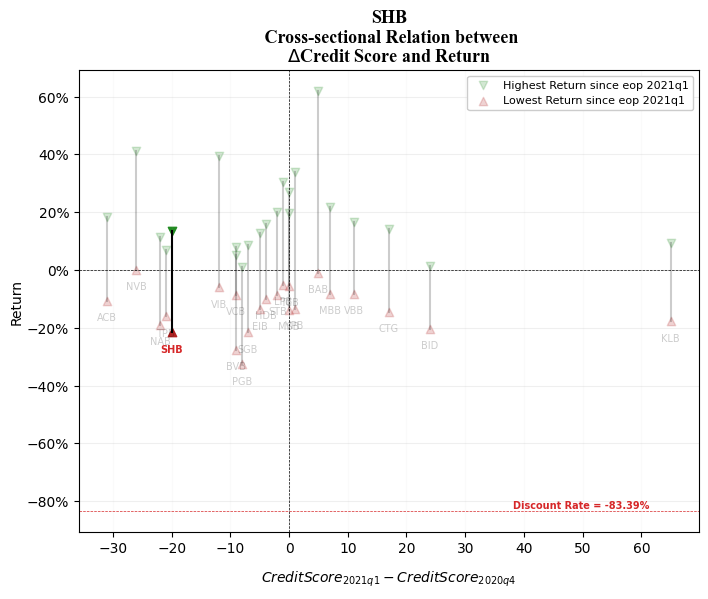 SHB
Cross-sectional Relation between
ΔCredit Score and Return
Highest Return since eop 2021q1
Lowest Return since eop 2021q1
60%
40%
20%
0%
−20%
−40%
−60%
−80%
Return
ACB
NVB
NAB
SHB
VIB
VCB
BVB
PGB
SGB
EIB
HDB
BAB
MBB
VBB
CTG
BID
KLB
Discount Rate = -83.39%
−30 −20 −10 0 10 20 30 40 50 60
CreditScore2021q1 − CreditScore2020q4